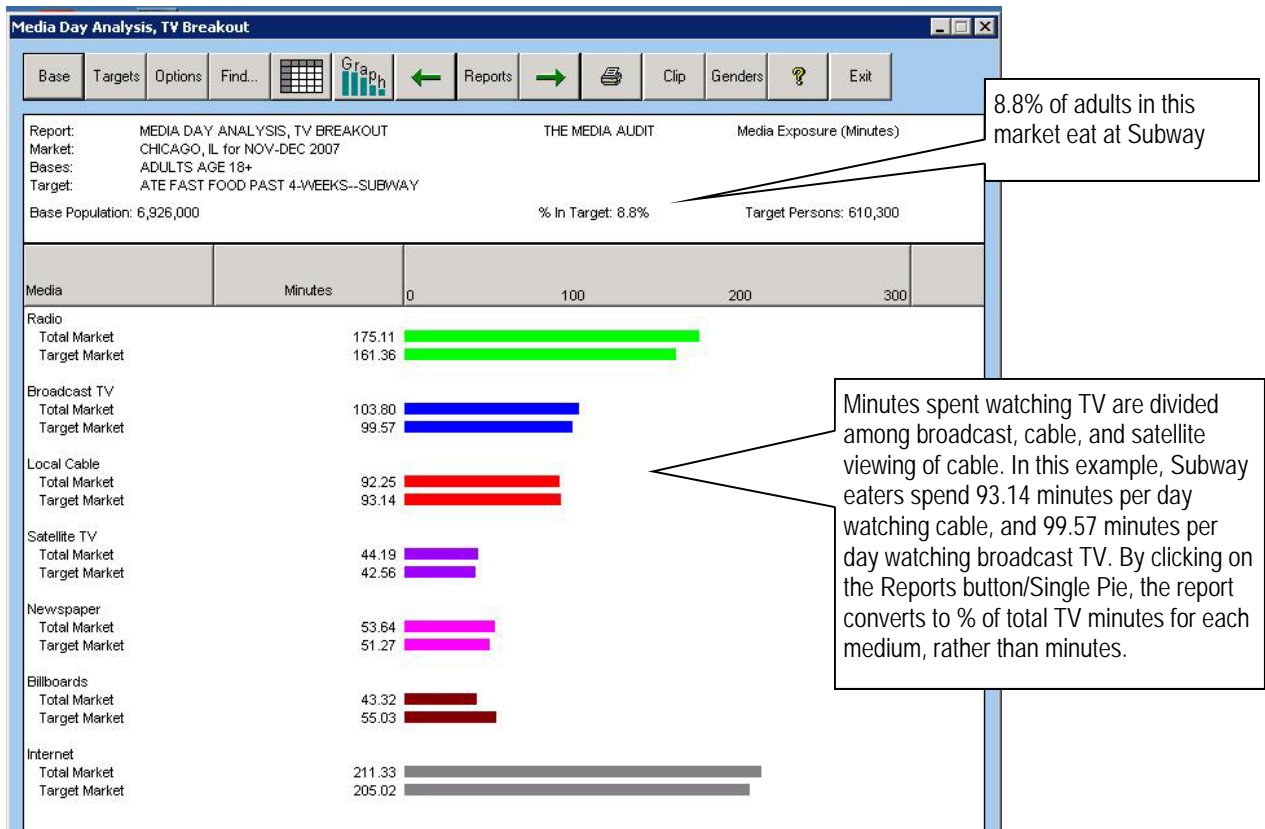 Media Day Analysis, TV Breakout
Base Targets Options Find... Graph Reports Clip Genders ? Exit
8.8% of adults in this
market eat at Subway
Report: MEDIA DAY ANALYSIS, TV BREAKOUT THE MEDIA AUDIT Media Exposure (Minutes)
Market: CHICAGO, IL for NOV-DEC 2007
Bases: ADULTS AGE 18+
Target: ATE FAST FOOD PAST 4-WEEKS--SUBWAY
Base Population: 6,926,000 % In Target: 8.8% Target Persons: 610,300
Media Minutes 0 100 200 300
Radio
Total Market 175.11
Target Market 161.36
Broadcast TV
Total Market 103.80
Target Market 99.57
Local Cable
Total Market 92.25
Target Market 93.14
Satellite TV
Total Market 44.19
Target Market 42.56
Newspaper
Total Market 53.64
Target Market 51.27
Billboards
Total Market 43.32
Target Market 55.03
Internet
Total Market 211.33
Target Market 205.02
Minutes spent watching TV are divided
among broadcast, cable, and satellite
viewing of cable. In this example, Subway
eaters spend 93.14 minutes per day
watching cable, and 99.57 minutes per
day watching broadcast TV. By clicking on
the Reports button/Single Pie, the report
converts to % of total TV minutes for each
medium, rather than minutes.